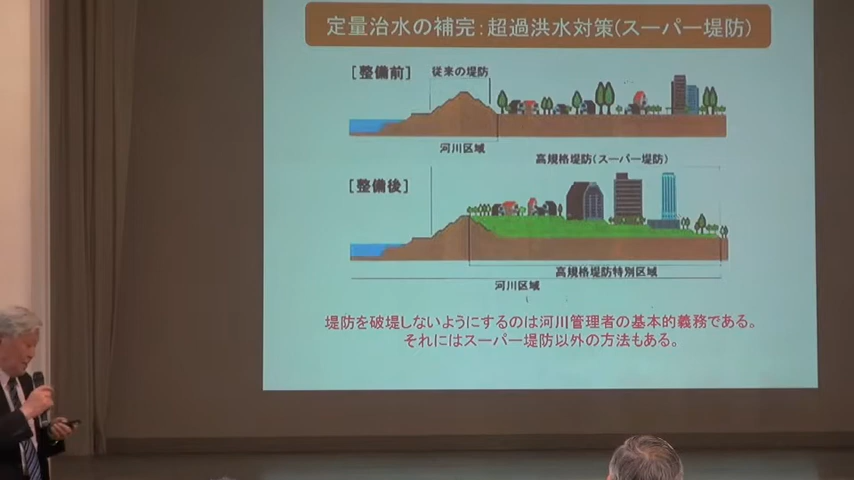 定量治水の補完：超過洪水対策（スーパー堤防）
［整備前］
従来の堤防
河川区域
高規格堤防（スーパー堤防）
［整備後］
高規格堤防特別区域
河川区域
堤防を破堤しないようにするのは河川管理者の基本的義務である。
それにはスーパー堤防以外の方法もある。